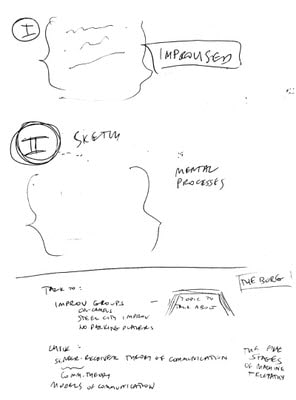 I
IMPROVISED
II
SKETCH
MENTAL
PROCESSES
THE BORG
TALK TO:
IMPROV GROUPS
ON-CAMPUS
STEEL CITY IMPROV
NO PARKING PLAYERS
TOPIC TO
TALK ABOUT
SENDER-RECEIVER THEORY OF COMMUNICATION
COMM. THEORY
MODELS OF COMMUNICATION
THE FIVE
STAGES
OF MACHINE
TELEPATHY